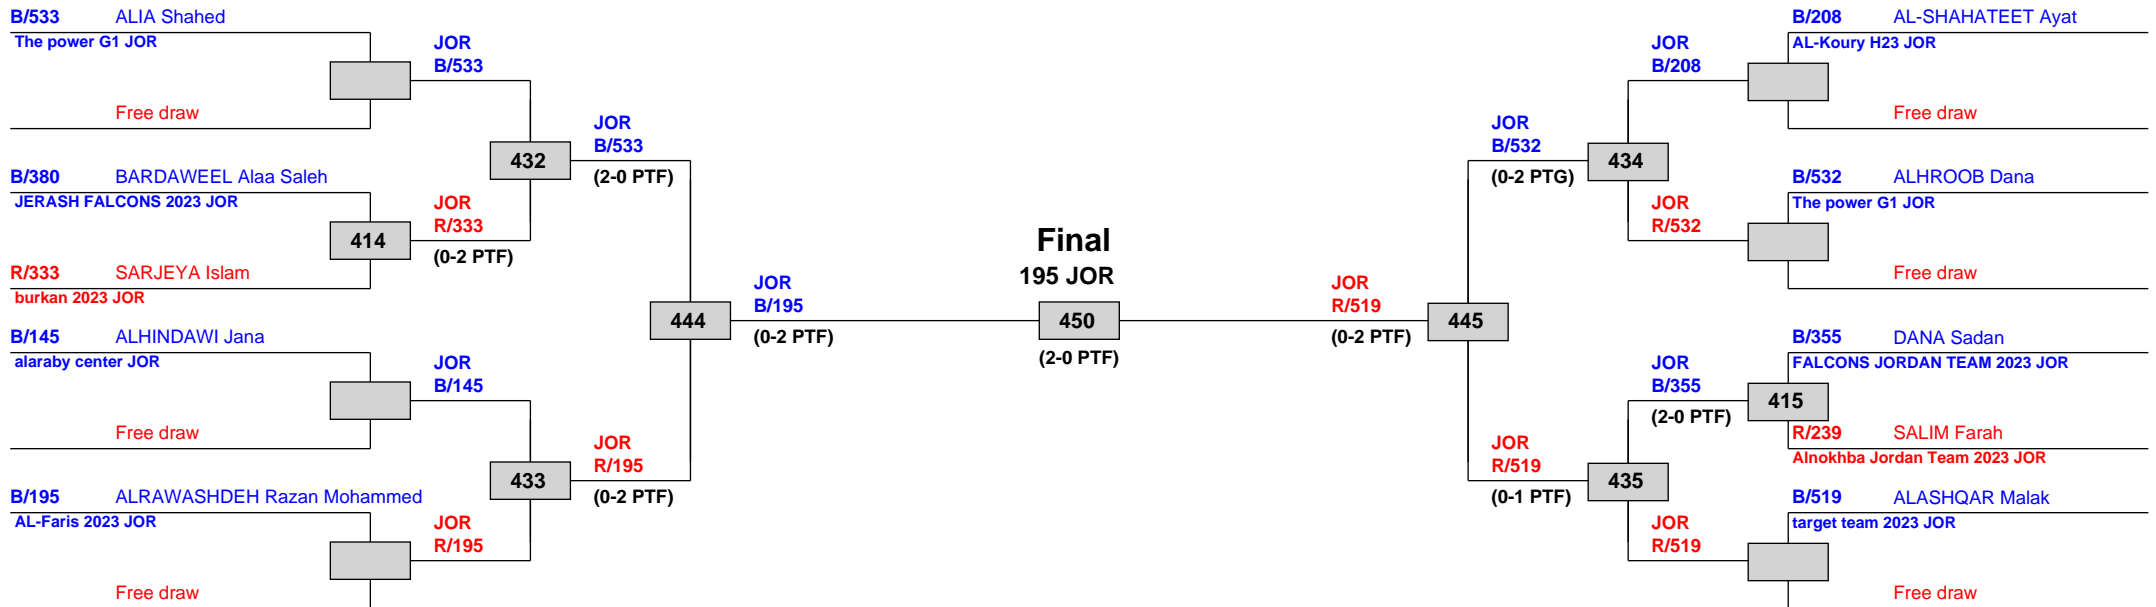 B/533 ALIA Shahed
The power G1 JOR
Free draw
JOR
B/533
B/380 BARDAWEEL Alaa Saleh
JERASH FALCONS 2023 JOR
414
R/333 SARJEYA Islam
burkan 2023 JOR
JOR
R/333
(0-2 PTF)
432
JOR
B/533
(2-0 PTF)
B/145 ALHINDAWI Jana
alaraby center JOR
Free draw
JOR
B/145
B/195 ALRAWASHDEH Razan Mohammed
AL-Faris 2023 JOR
Free draw
JOR
R/195
433
JOR
R/195
(0-2 PTF)
444
JOR
B/195
(0-2 PTF)
Final
195 JOR
450
(2-0 PTF)
JOR
R/519
(0-2 PTF)
445
JOR
B/532
(0-2 PTG)
434
JOR
B/208
B/208 AL-SHAHATEET Ayat
AL-Koury H23 JOR
Free draw
JOR
R/532
B/532 ALHROOB Dana
The power G1 JOR
Free draw
JOR
R/519
(0-1 PTF)
435
JOR
B/355
(2-0 PTF)
415
B/355 DANA Sadan
FALCONS JORDAN TEAM 2023 JOR
R/239 SALIM Farah
Alnokhba Jordan Team 2023 JOR
JOR
R/519
B/519 ALASHQAR Malak
target team 2023 JOR
Free draw